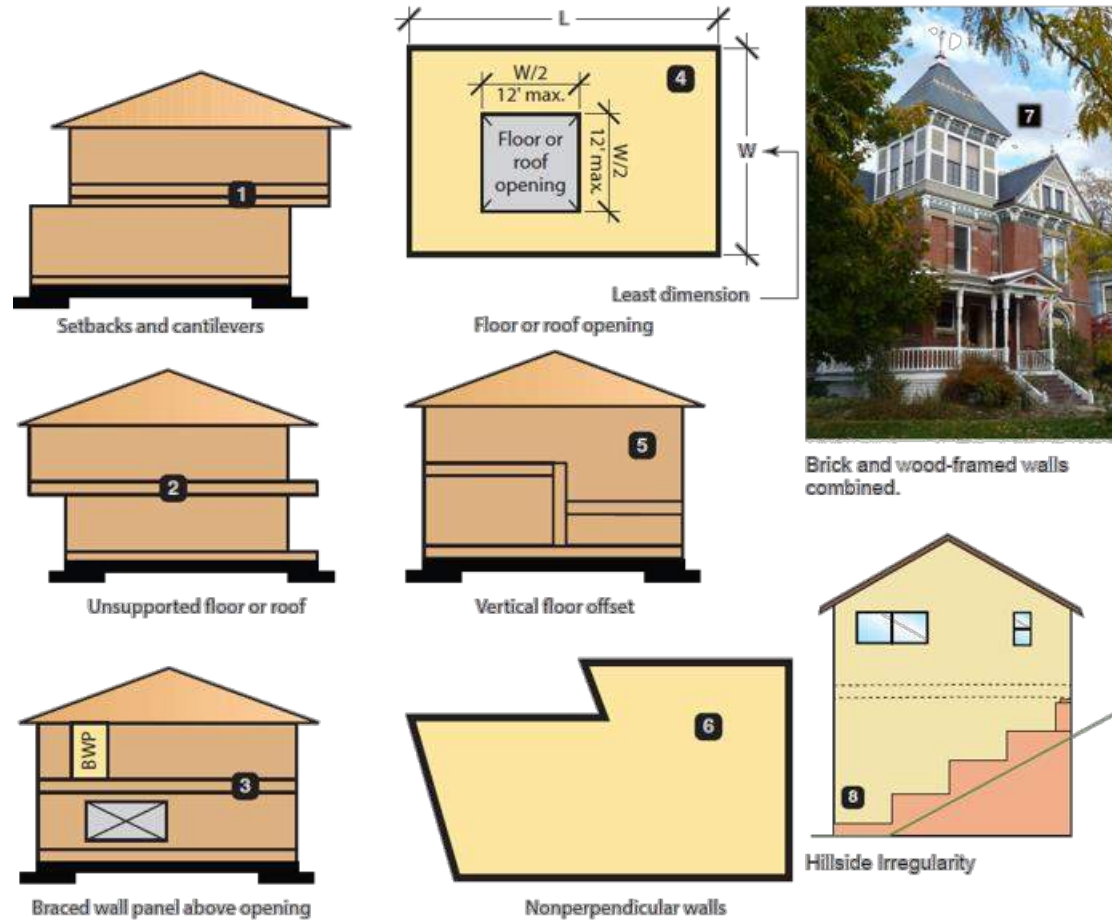 1
Setbacks and cantilevers
L
W/2
12' max.
4
Floor or
roof
opening
W/2
12' max.
W
Least dimension
Floor or roof opening
7
Brick and wood-framed walls
combined.
2
Unsupported floor or roof
5
Vertical floor offset
BWP
3
Braced wall panel above opening
6
Nonperpendicular walls
8
Hillside Irregularity